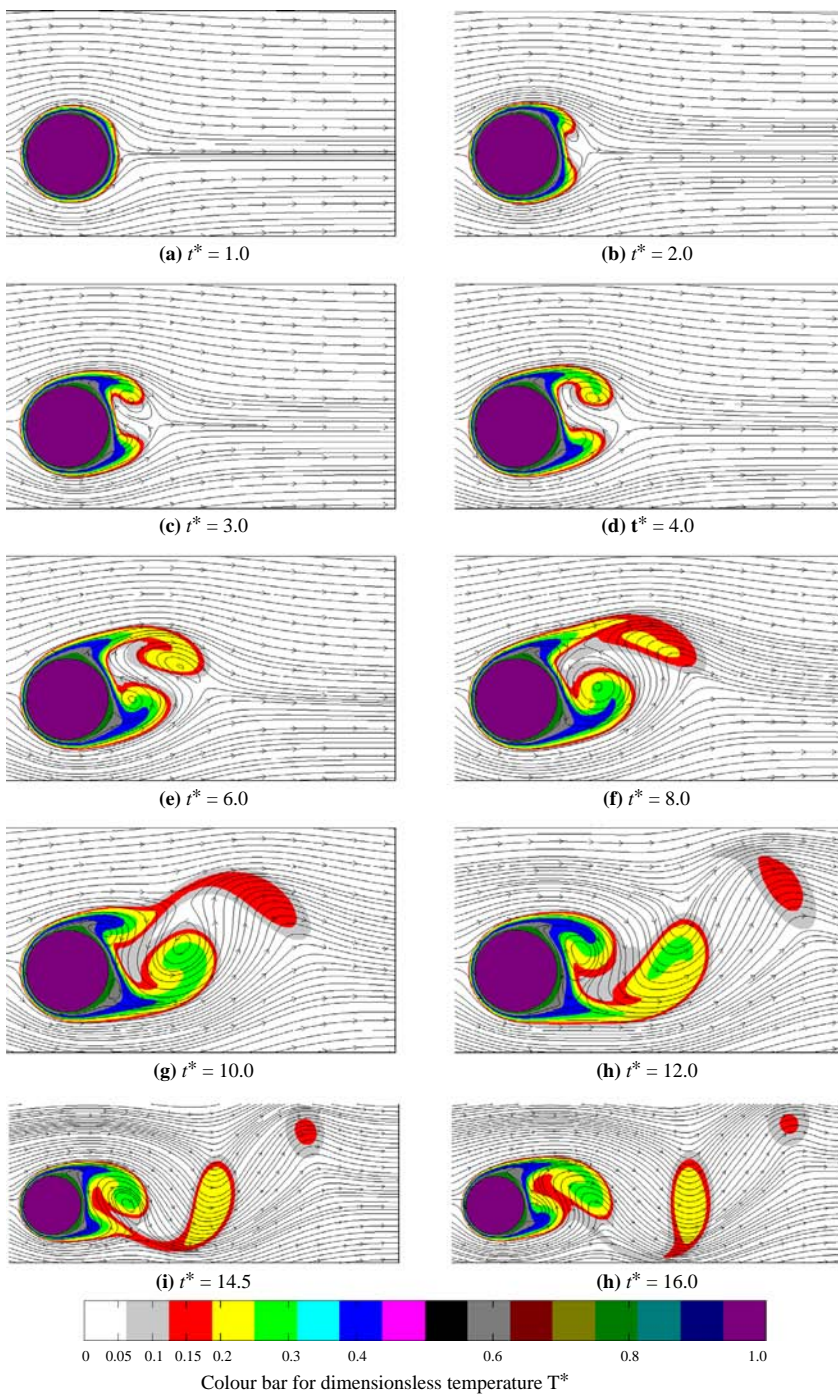 (a) t* = 1.0
(b) t* = 2.0
(c) t* = 3.0
(d) t* = 4.0
(e) t* = 6.0
(f) t* = 8.0
(g) t* = 10.0
(h) t* = 12.0
(i) t* = 14.5
(h) t* = 16.0
0 0.05 0.1 0.15 0.2 0.3 0.4 0.6 0.8 1.0
Colour bar for dimensionless temperature T*